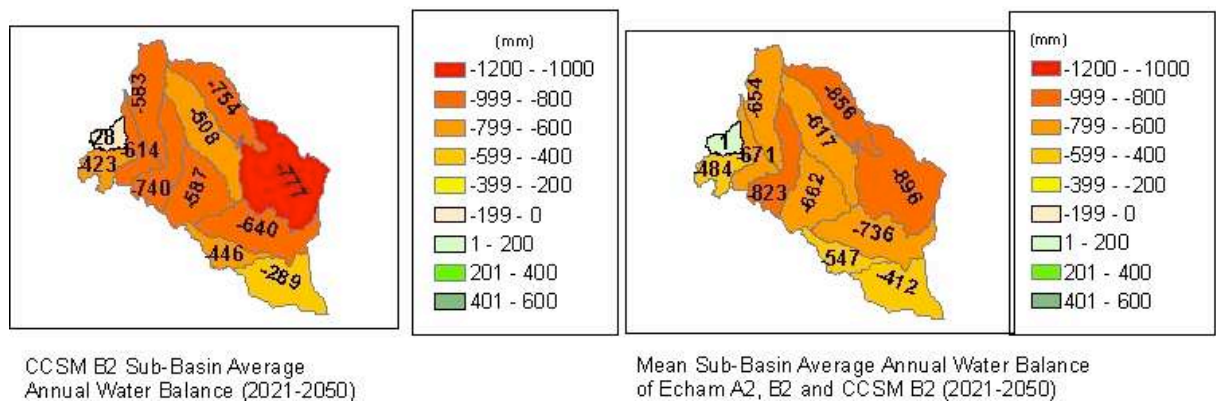 (mm)
-1200 - -1000
-999 - -800
-799 - -600
-599 - -400
-399 - -200
-199 - 0
1 - 200
201 - 400
401 - 600
-583
-754
-508
28
-614
-423
-740
-587
-777
-640
-446
-289
CCSM B2 Sub-Basin Average
Annual Water Balance (2021-2050)
(mm)
-1200 - -1000
-999 - -800
-799 - -600
-599 - -400
-399 - -200
-199 - 0
1 - 200
201 - 400
401 - 600
-654
-856
-617
1
-671
-484
-823
-662
-896
-736
-547
-412
Mean Sub-Basin Average Annual Water Balance
of Echam A2, B2 and CCSM B2 (2021-2050)